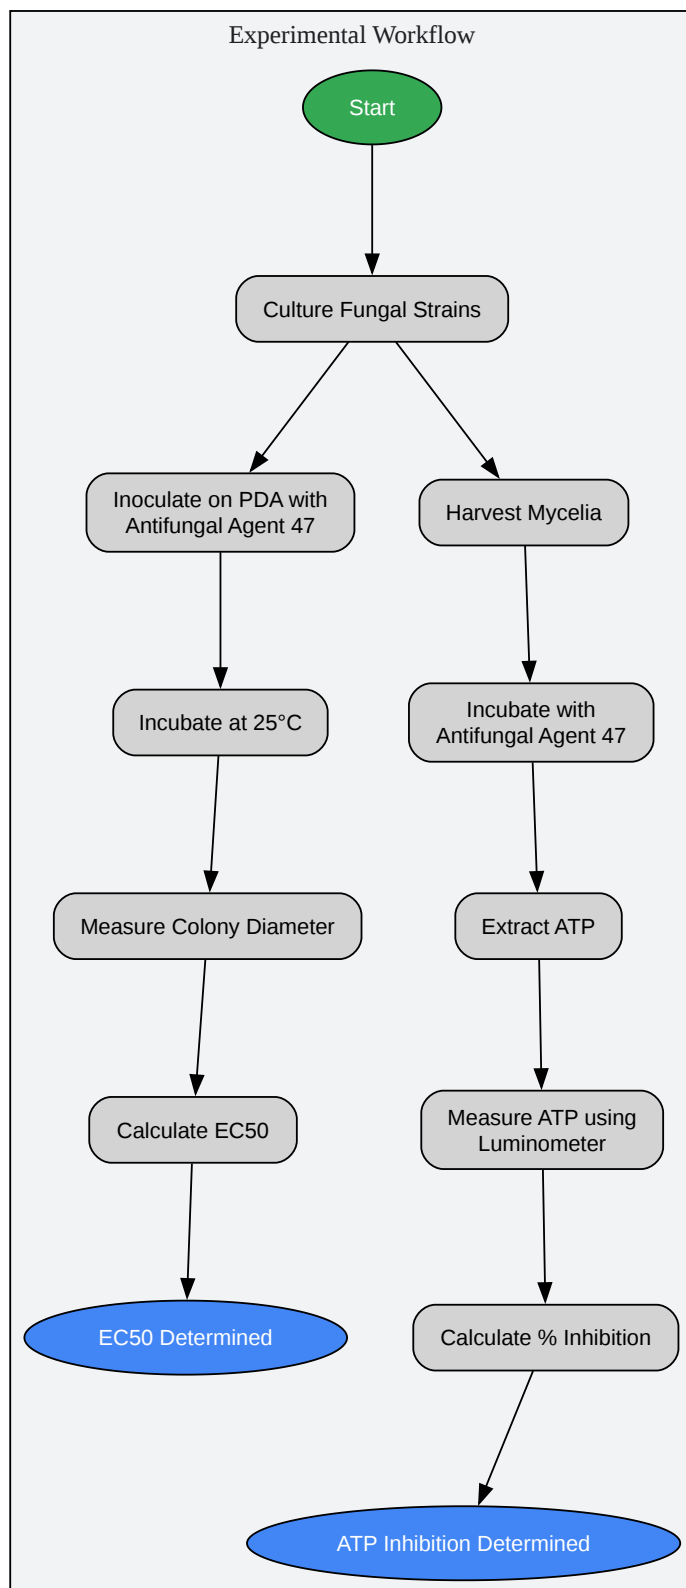 Experimental Workflow
Start
Culture Fungal Strains
Inoculate on PDA with
Antifungal Agent 47
Harvest Mycelia
Incubate at 25°C
Incubate with
Antifungal Agent 47
Measure Colony Diameter
Extract ATP
Calculate EC50
Measure ATP using
Luminometer
EC50 Determined
Calculate % Inhibition
ATP Inhibition Determined